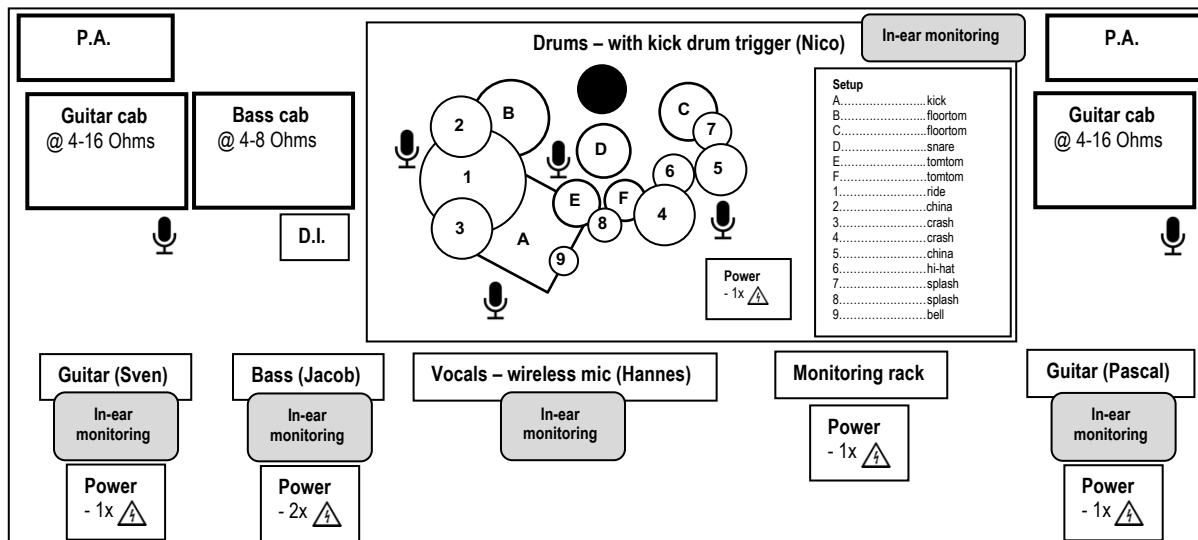 P.A.
Guitar cab
@ 4-16 Ohms
Bass cab
@ 4-8 Ohms
D.I.
Drums – with kick drum trigger (Nico)
In-ear monitoring
B
2
1
3
A
9
D
E
F
8
C
7
6
5
4
Power
- 1x
Setup
A........................kick
B........................floortom
C........................floortom
D........................snare
E........................tomtom
F........................tomtom
1........................ride
2........................china
3........................crash
4........................crash
5........................china
6........................hi-hat
7........................splash
8........................splash
9........................bell
P.A.
Guitar cab
@ 4-16 Ohms
Guitar (Sven)
In-ear
monitoring
Power
- 1x
Bass (Jacob)
In-ear
monitoring
Power
- 2x
Vocals – wireless mic (Hannes)
In-ear
monitoring
Monitoring rack
Power
- 1x
Guitar (Pascal)
In-ear
monitoring
Power
- 1x